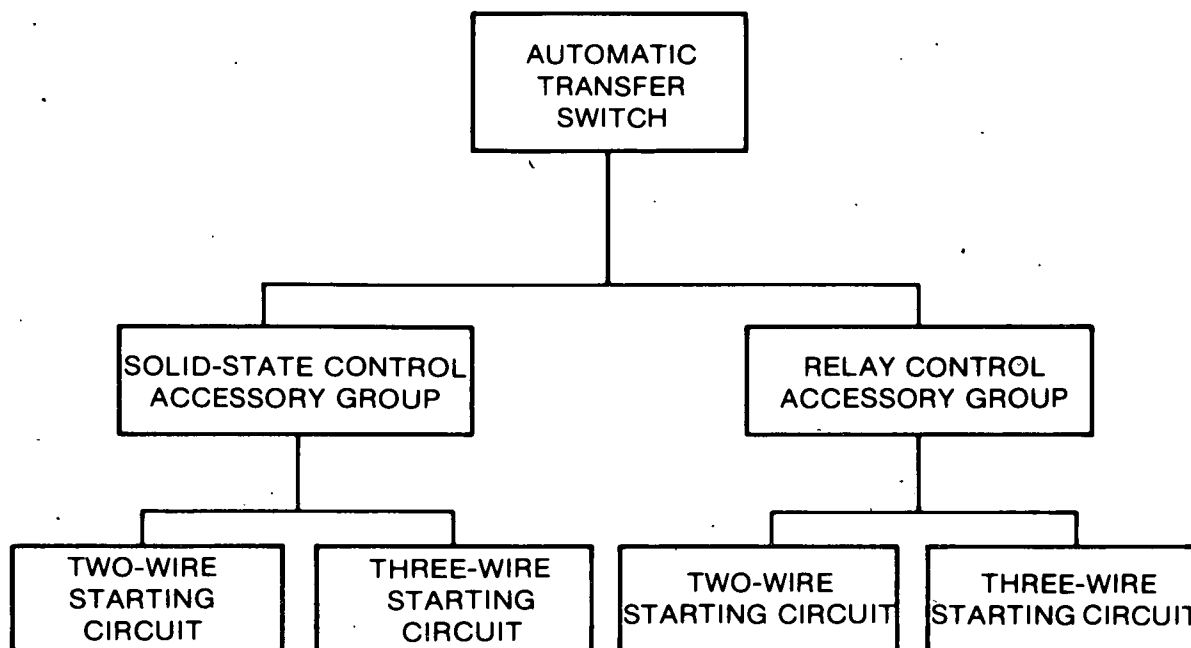 AUTOMATIC
TRANSFER
SWITCH
SOLID-STATE CONTROL
ACCESSORY GROUP
RELAY CONTROL
ACCESSORY GROUP
TWO-WIRE
STARTING
CIRCUIT
THREE-WIRE
STARTING
CIRCUIT
TWO-WIRE
STARTING CIRCUIT
THREE-WIRE
STARTING CIRCUIT